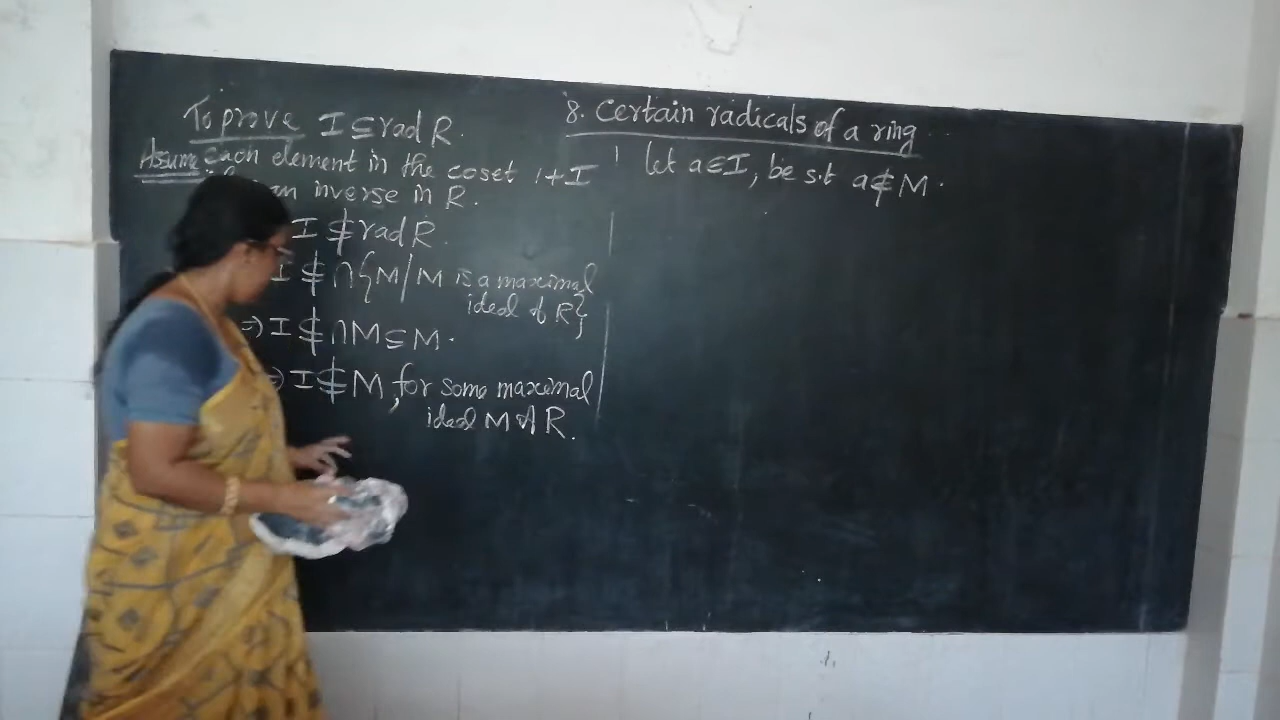 8. Certain radicals of a ring
To prove I ⊆ rad R.
Assume each element in the coset 1+I
an inverse in R.
I ⊈ rad R.
I ⊈ ∩{M/M is a maximal
ideal of R}
⇒ I ⊈ ∩M ⊆ M.
⇒ I ⊈ M, for some maximal
ideal M of R.
let a∈I, be s.t a∉M.